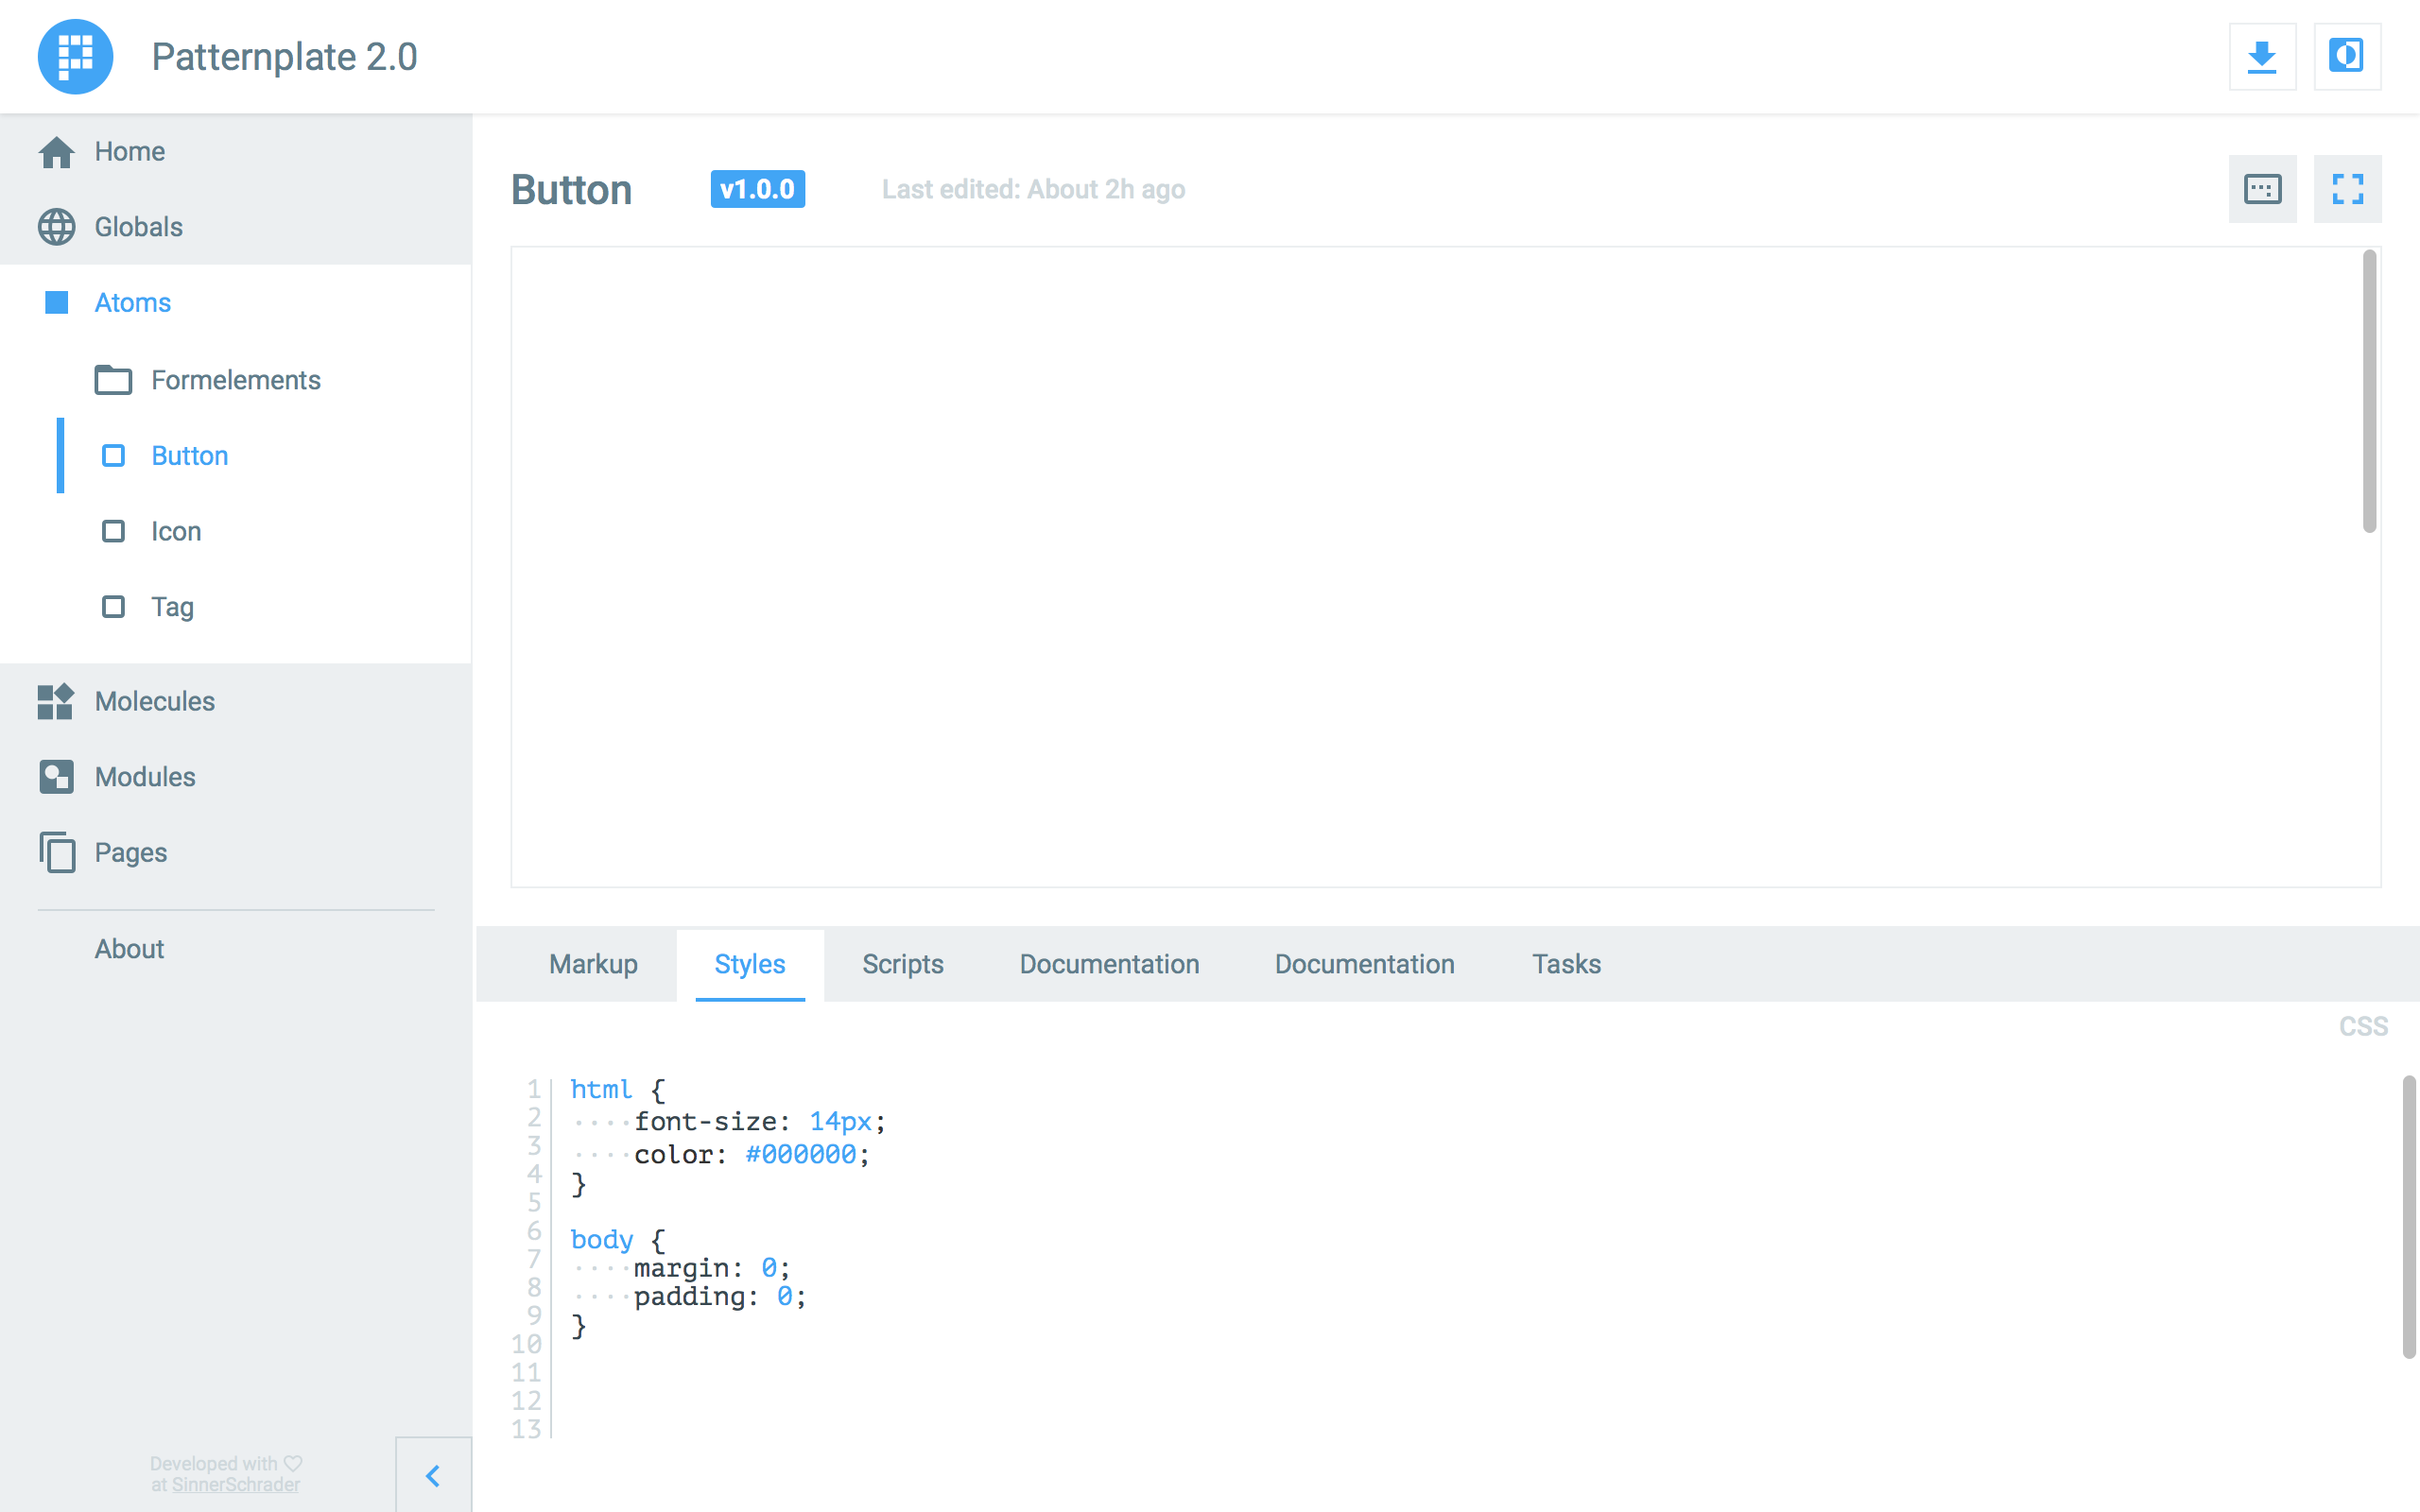 Patternplate 2.0
Home
Globals
Atoms
Formelements
Button
Icon
Tag
Molecules
Modules
Pages
About
Developed with ♡
at SinnerSchrader
Button v1.0.0 Last edited: About 2h ago
Markup Styles Scripts Documentation Documentation Tasks
CSS
1 html {
2 ····font-size: 14px;
3 ····color: #000000;
4 }
5
6 body {
7 ····margin: 0;
8 ····padding: 0;
9 }
10
11
12
13